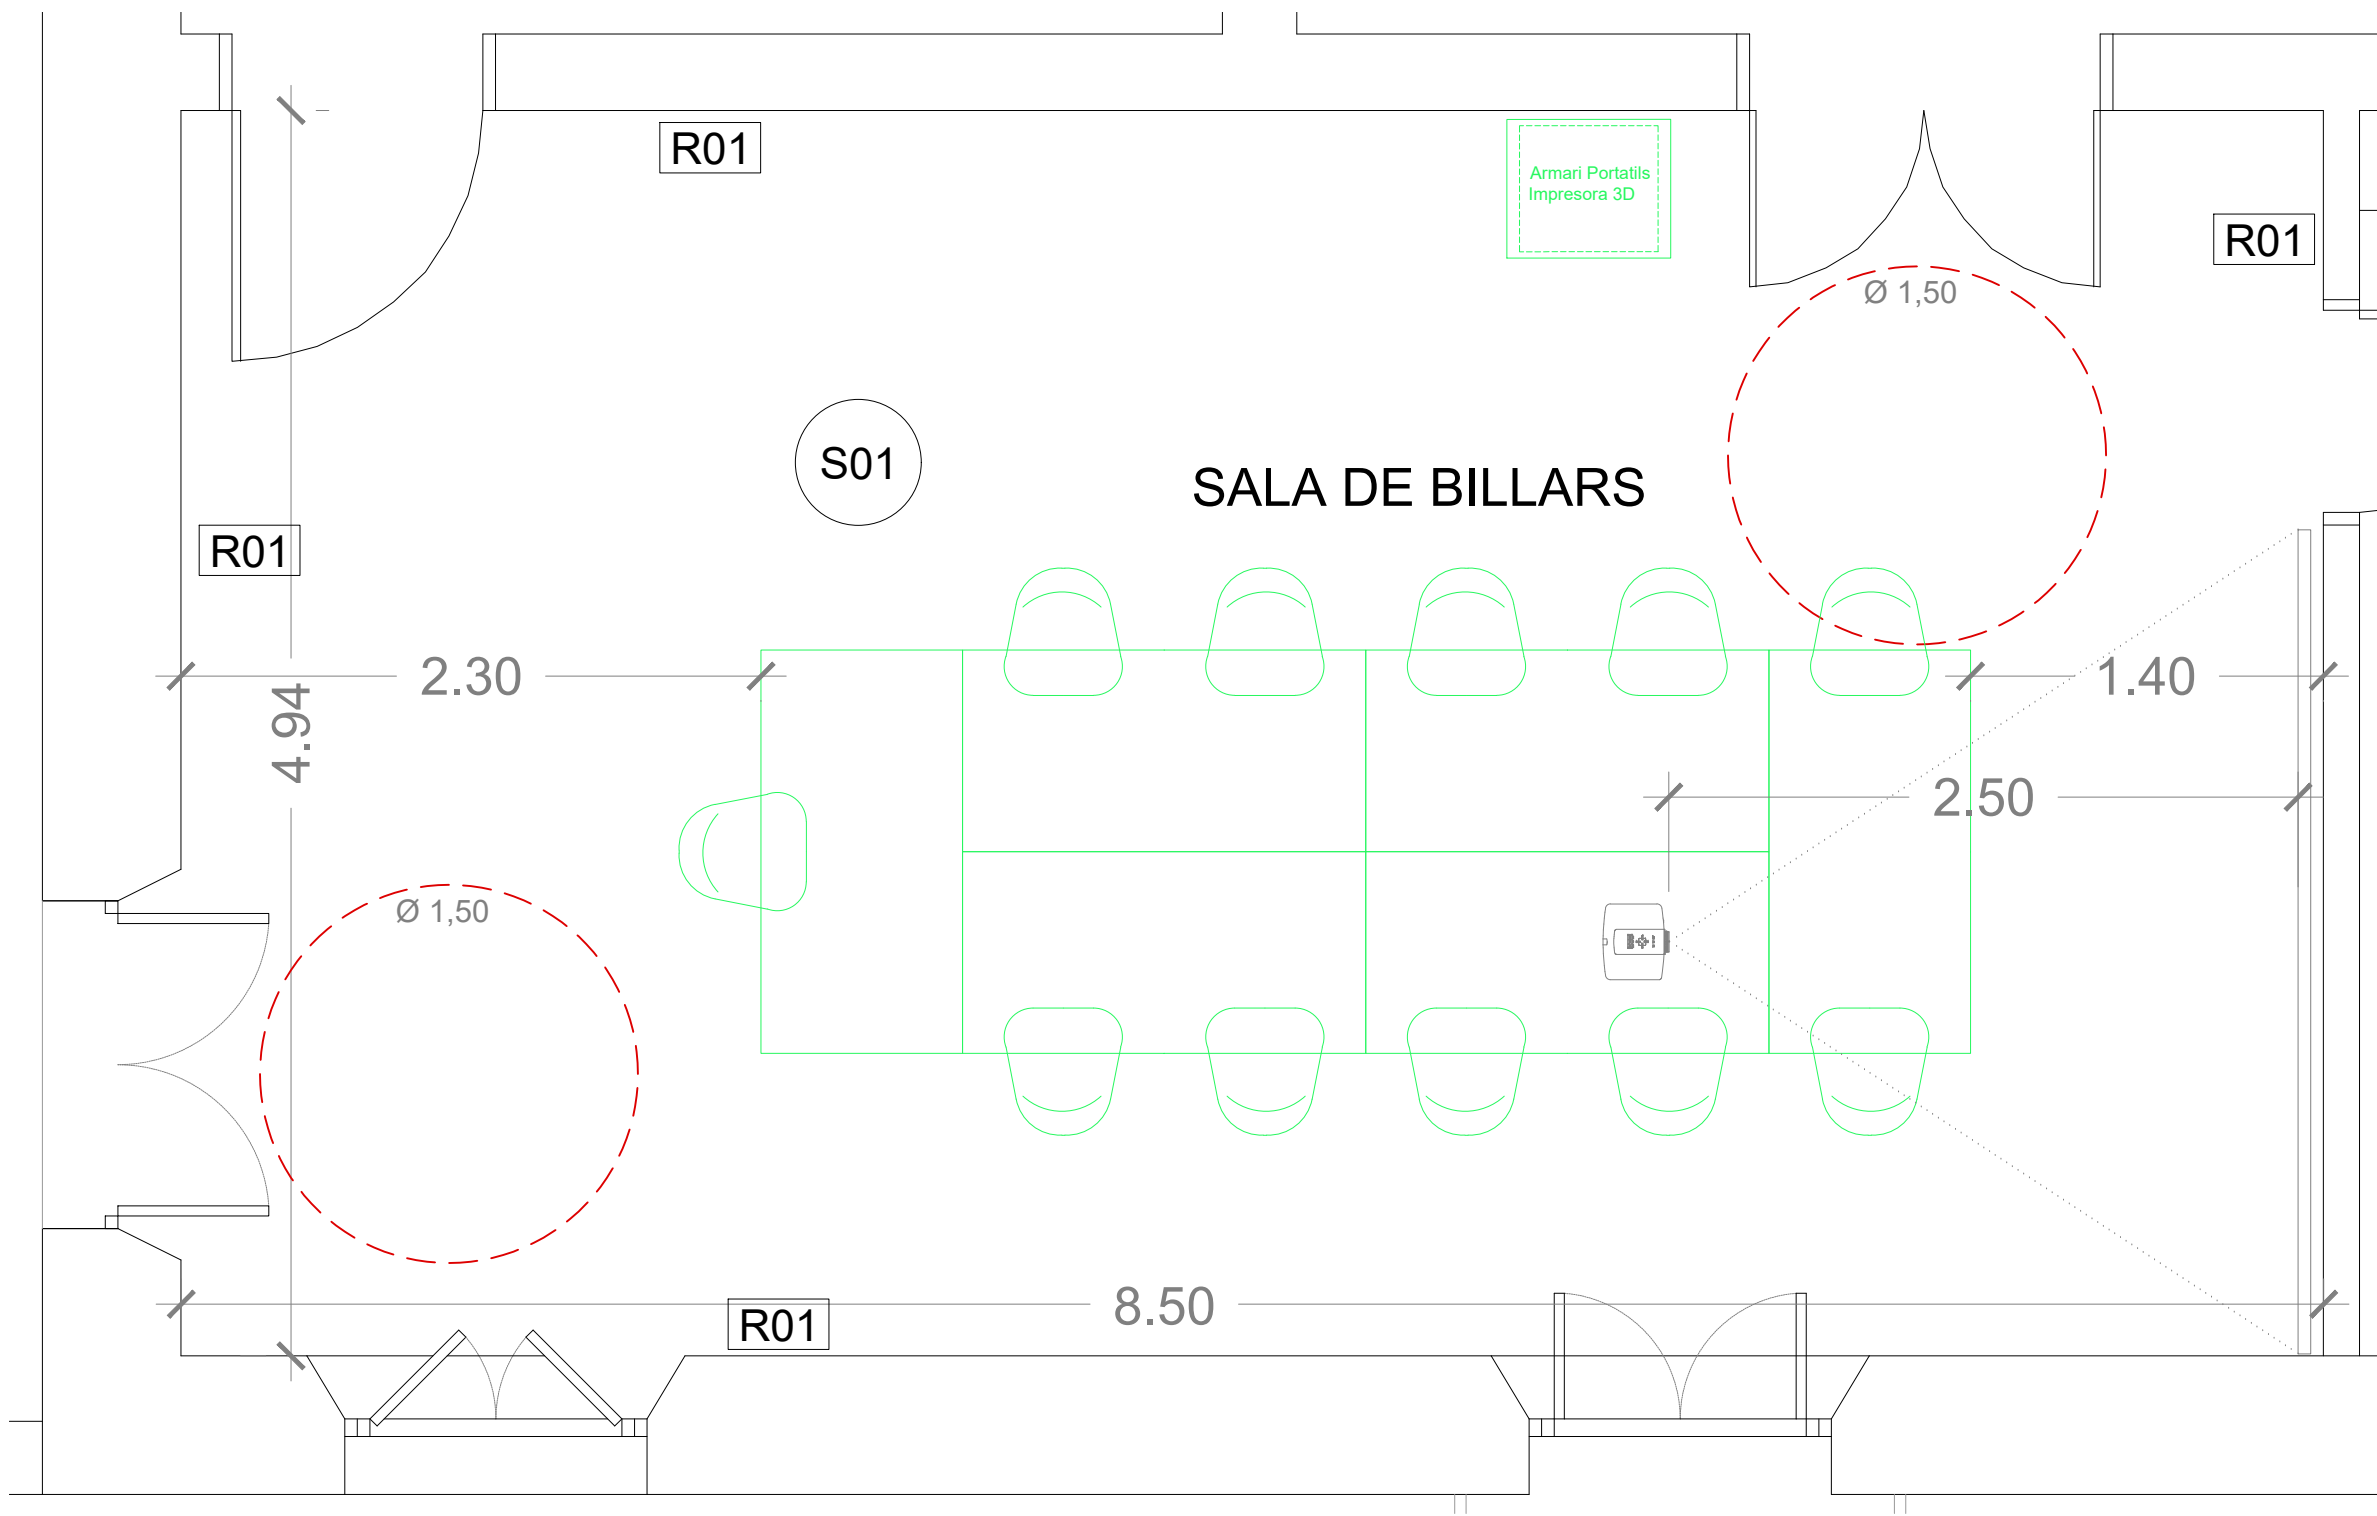 R01
Armari Portatils
Impresora 3D
R01
Ø 1,50
S01
SALA DE BILLARS
R01
2.30
4.94
1.40
2.50
Ø 1,50
8.50
R01